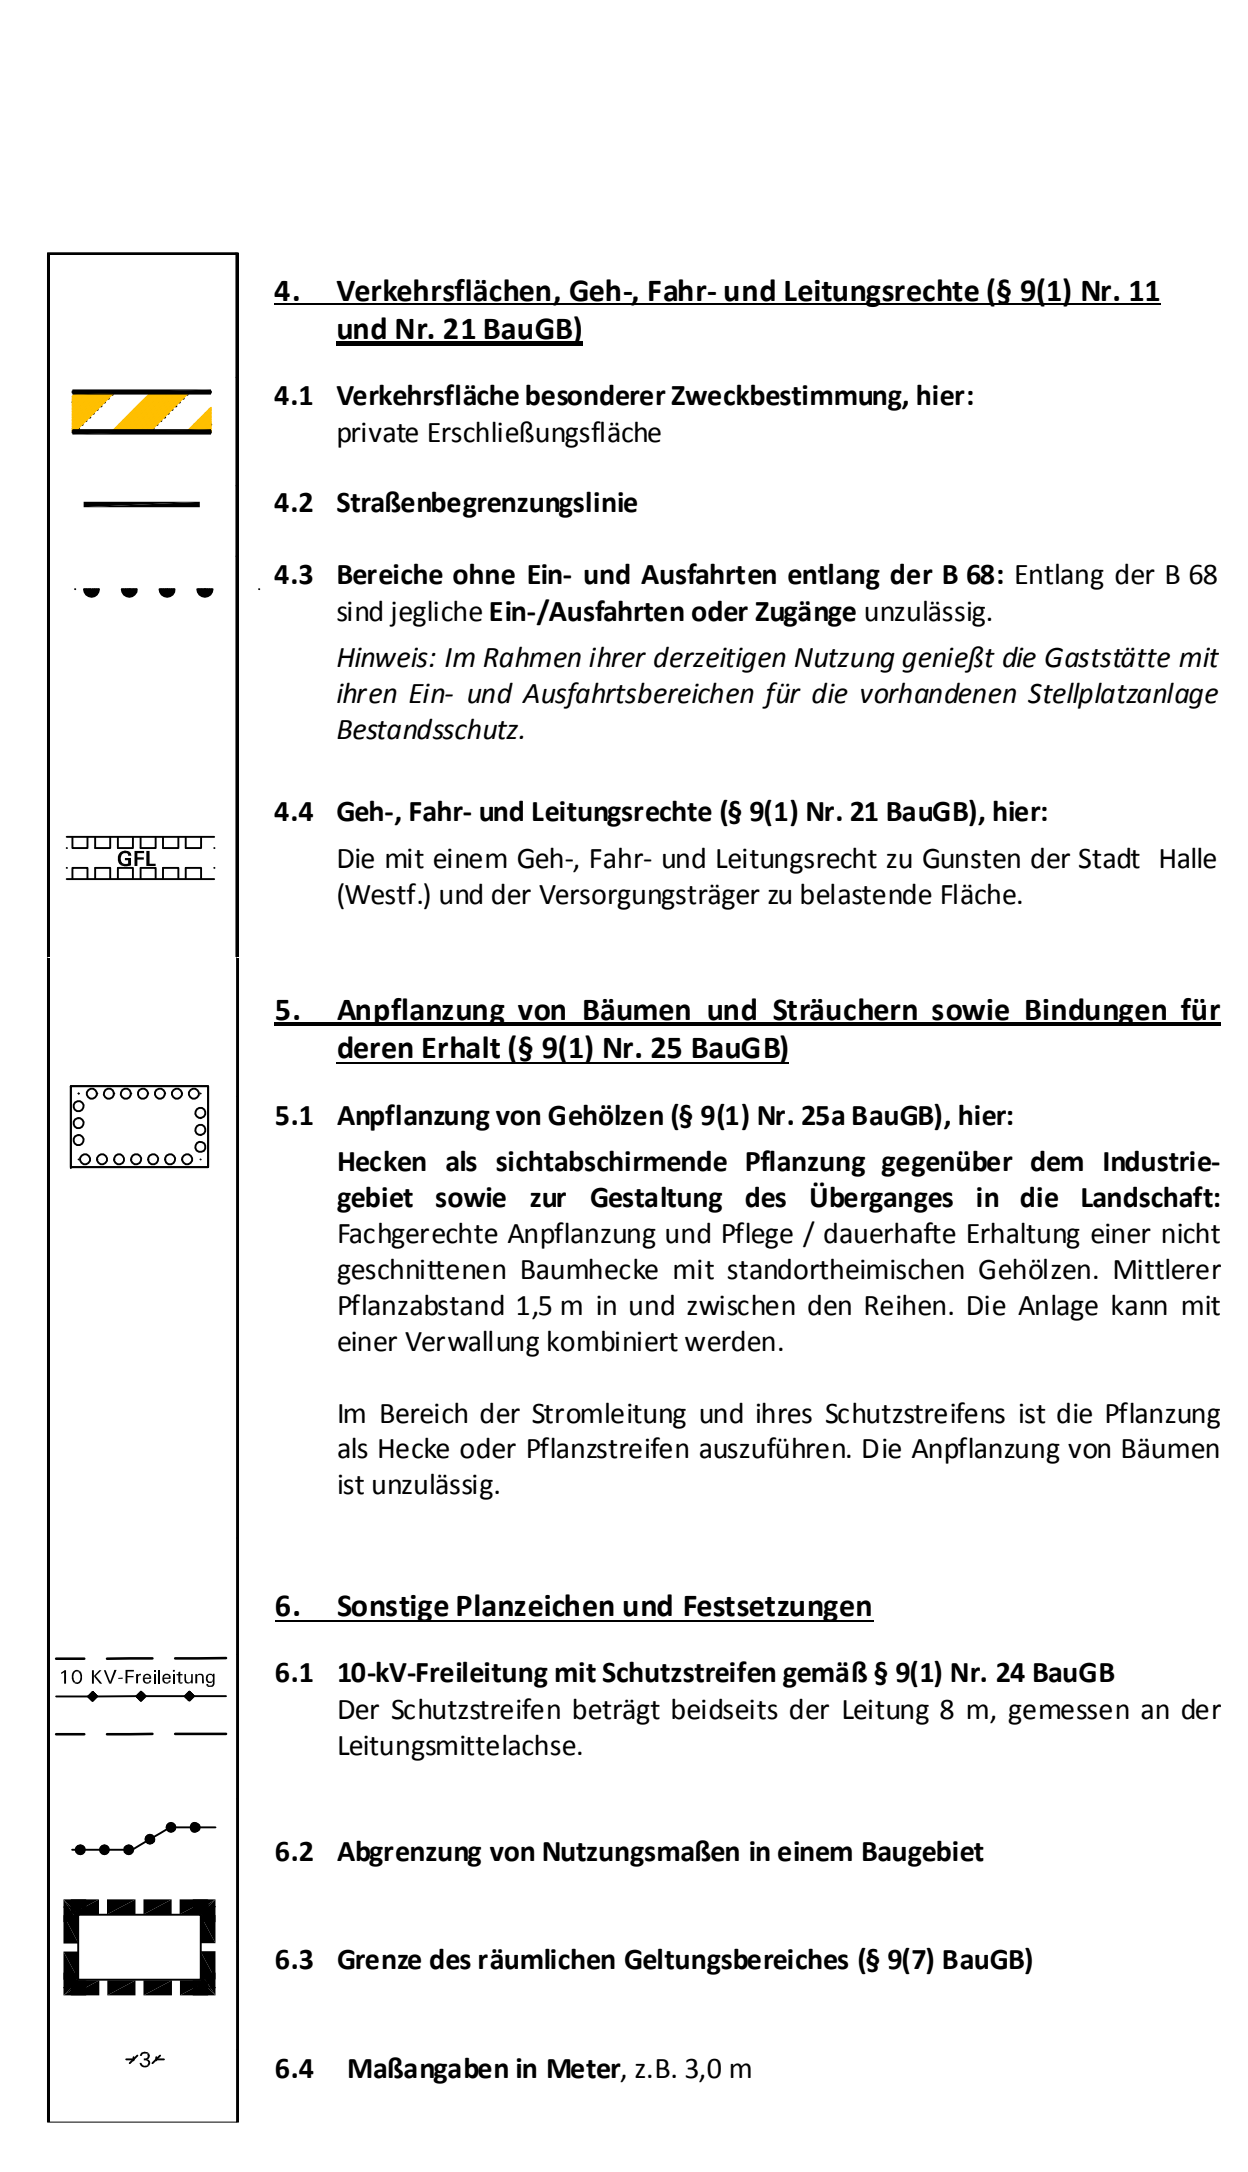 4. Verkehrsflächen, Geh-, Fahr- und Leitungsrechte (§ 9(1) Nr. 11
und Nr. 21 BauGB)
4.1 Verkehrsfläche besonderer Zweckbestimmung, hier:
private Erschließungsfläche
4.2 Straßenbegrenzungslinie
4.3 Bereiche ohne Ein- und Ausfahrten entlang der B 68: Entlang der B 68
sind jegliche Ein-/Ausfahrten oder Zugänge unzulässig.
Hinweis: Im Rahmen ihrer derzeitigen Nutzung genießt die Gaststätte mit
ihren Ein- und Ausfahrtsbereichen für die vorhandenen Stellplatzanlage
Bestandsschutz.
4.4 Geh-, Fahr- und Leitungsrechte (§ 9(1) Nr. 21 BauGB), hier:
GFL
Die mit einem Geh-, Fahr- und Leitungsrecht zu Gunsten der Stadt Halle
(Westf.) und der Versorgungsträger zu belastende Fläche.
5. Anpflanzung von Bäumen und Sträuchern sowie Bindungen für
deren Erhalt (§ 9(1) Nr. 25 BauGB)
5.1 Anpflanzung von Gehölzen (§ 9(1) Nr. 25a BauGB), hier:
Hecken als sichtabschirmende Pflanzung gegenüber dem Industrie-
gebiet sowie zur Gestaltung des Überganges in die Landschaft:
Fachgerechte Anpflanzung und Pflege / dauerhafte Erhaltung einer nicht
geschnittenen Baumhecke mit standortheimischen Gehölzen. Mittlerer
Pflanzabstand 1,5 m in und zwischen den Reihen. Die Anlage kann mit
einer Verwallung kombiniert werden.
Im Bereich der Stromleitung und ihres Schutzstreifens ist die Pflanzung
als Hecke oder Pflanzstreifen auszuführen. Die Anpflanzung von Bäumen
ist unzulässig.
6. Sonstige Planzeichen und Festsetzungen
10 KV-Freileitung
6.1 10-kV-Freileitung mit Schutzstreifen gemäß § 9(1) Nr. 24 BauGB
Der Schutzstreifen beträgt beidseits der Leitung 8 m, gemessen an der
Leitungsmittelachse.
6.2 Abgrenzung von Nutzungsmaßen in einem Baugebiet
6.3 Grenze des räumlichen Geltungsbereiches (§ 9(7) BauGB)
3
6.4 Maßangaben in Meter, z.B. 3,0 m